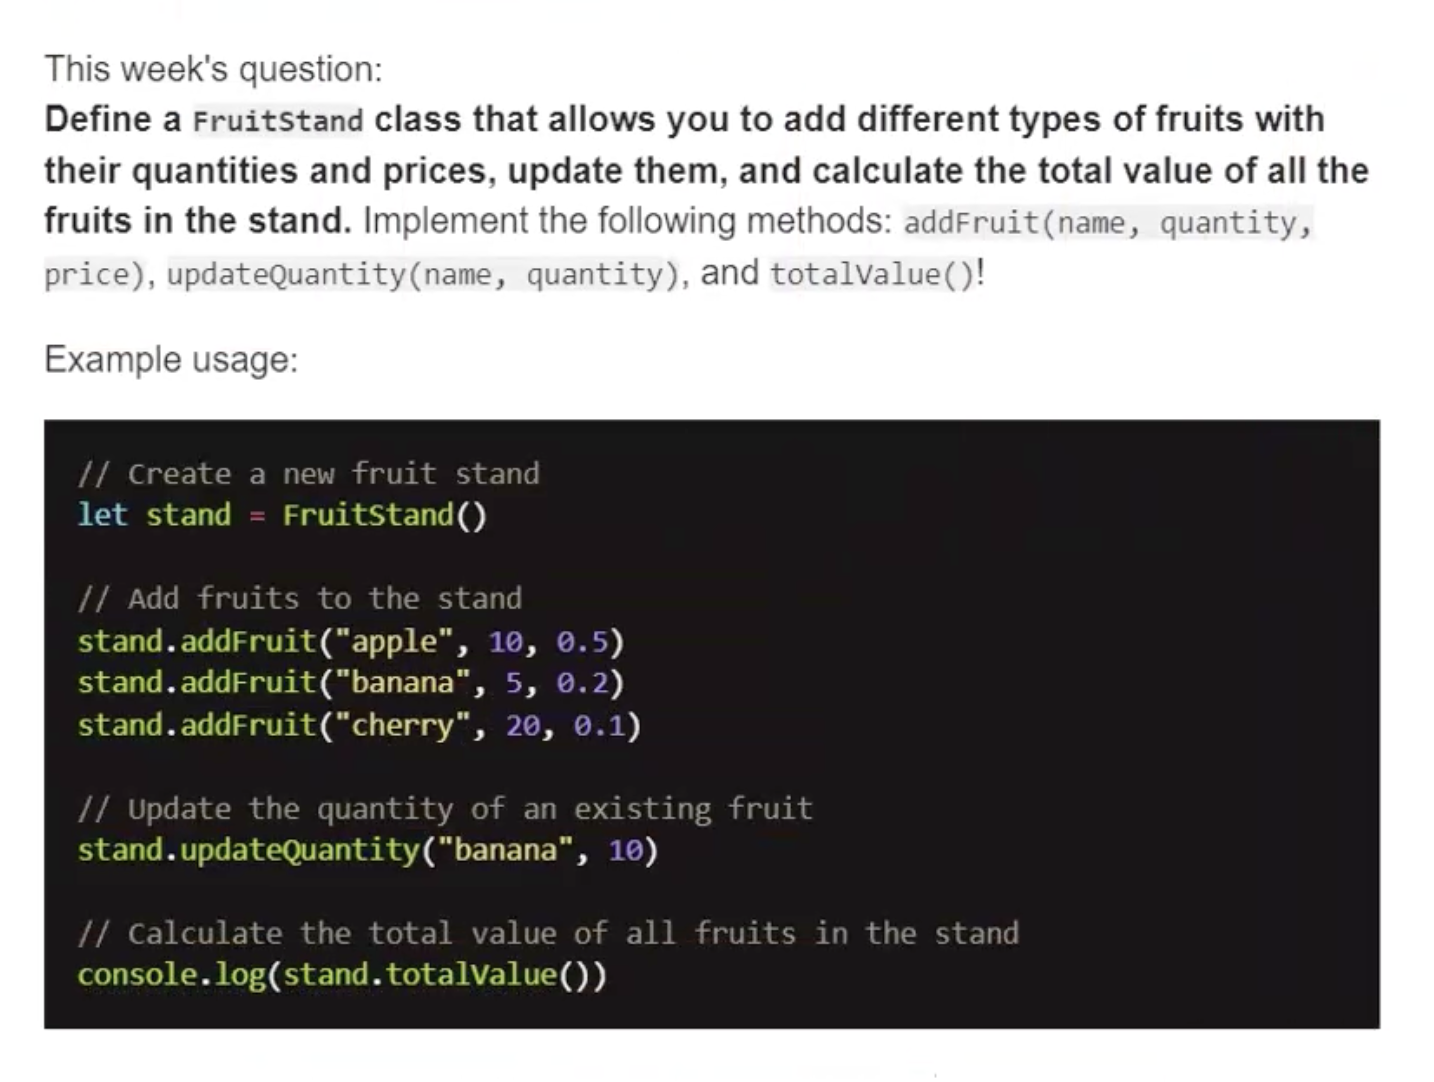 This week's question:
Define a FruitStand class that allows you to add different types of fruits with
their quantities and prices, update them, and calculate the total value of all the
fruits in the stand. Implement the following methods: addFruit(name, quantity,
price), updateQuantity(name, quantity), and totalValue()!
Example usage:
// Create a new fruit stand
let stand = FruitStand()
// Add fruits to the stand
stand.addFruit("apple", 10, 0.5)
stand.addFruit("banana", 5, 0.2)
stand.addFruit("cherry", 20, 0.1)
// Update the quantity of an existing fruit
stand.updateQuantity("banana", 10)
// Calculate the total value of all fruits in the stand
console.log(stand.totalValue())